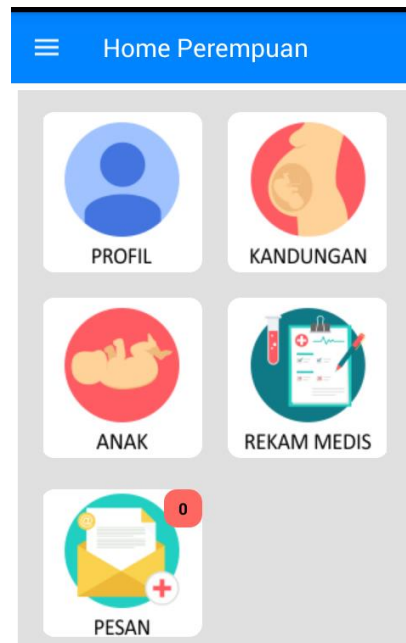 Home Perempuan
PROFIL
KANDUNGAN
ANAK
REKAM MEDIS
0
PESAN